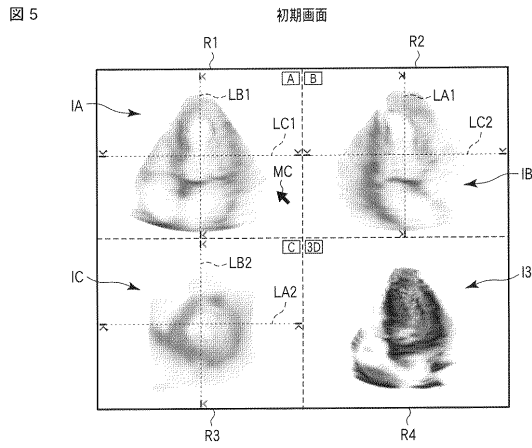 図 5
初期画面
R1
R2
A
B
IA
LB1
LA1
LC1
LC2
MC
IB
C
3D
LB2
IC
I3
LA2
R3
R4